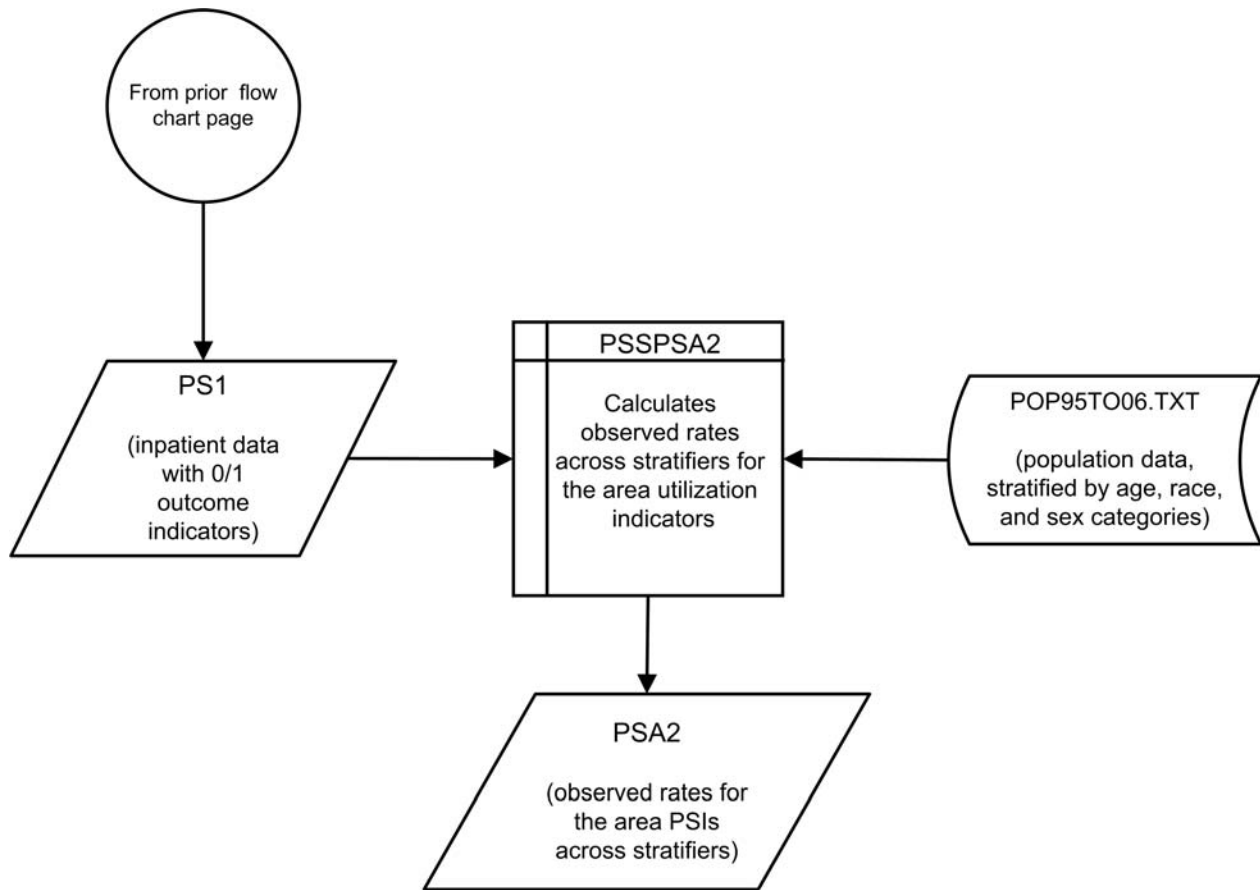 From prior flow
chart page
PS1
(inpatient data
with 0/1
outcome
indicators)
PSSPSA2
Calculates
observed rates
across stratifiers for
the area utilization
indicators
POP95TO06.TXT
(population data,
stratified by age, race,
and sex categories)
PSA2
(observed rates for
the area PSIs
across stratifiers)